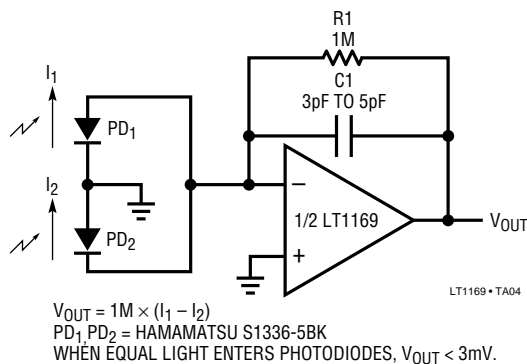 R1
1M
C1
3pF TO 5pF
I1
PD1
I2
PD2
–
+
1/2 LT1169
VOUT
LT1169 • TA04
VOUT = 1M × (I1 – I2)
PD1,PD2 = HAMAMATSU S1336-5BK
WHEN EQUAL LIGHT ENTERS PHOTODIODES, VOUT < 3mV.